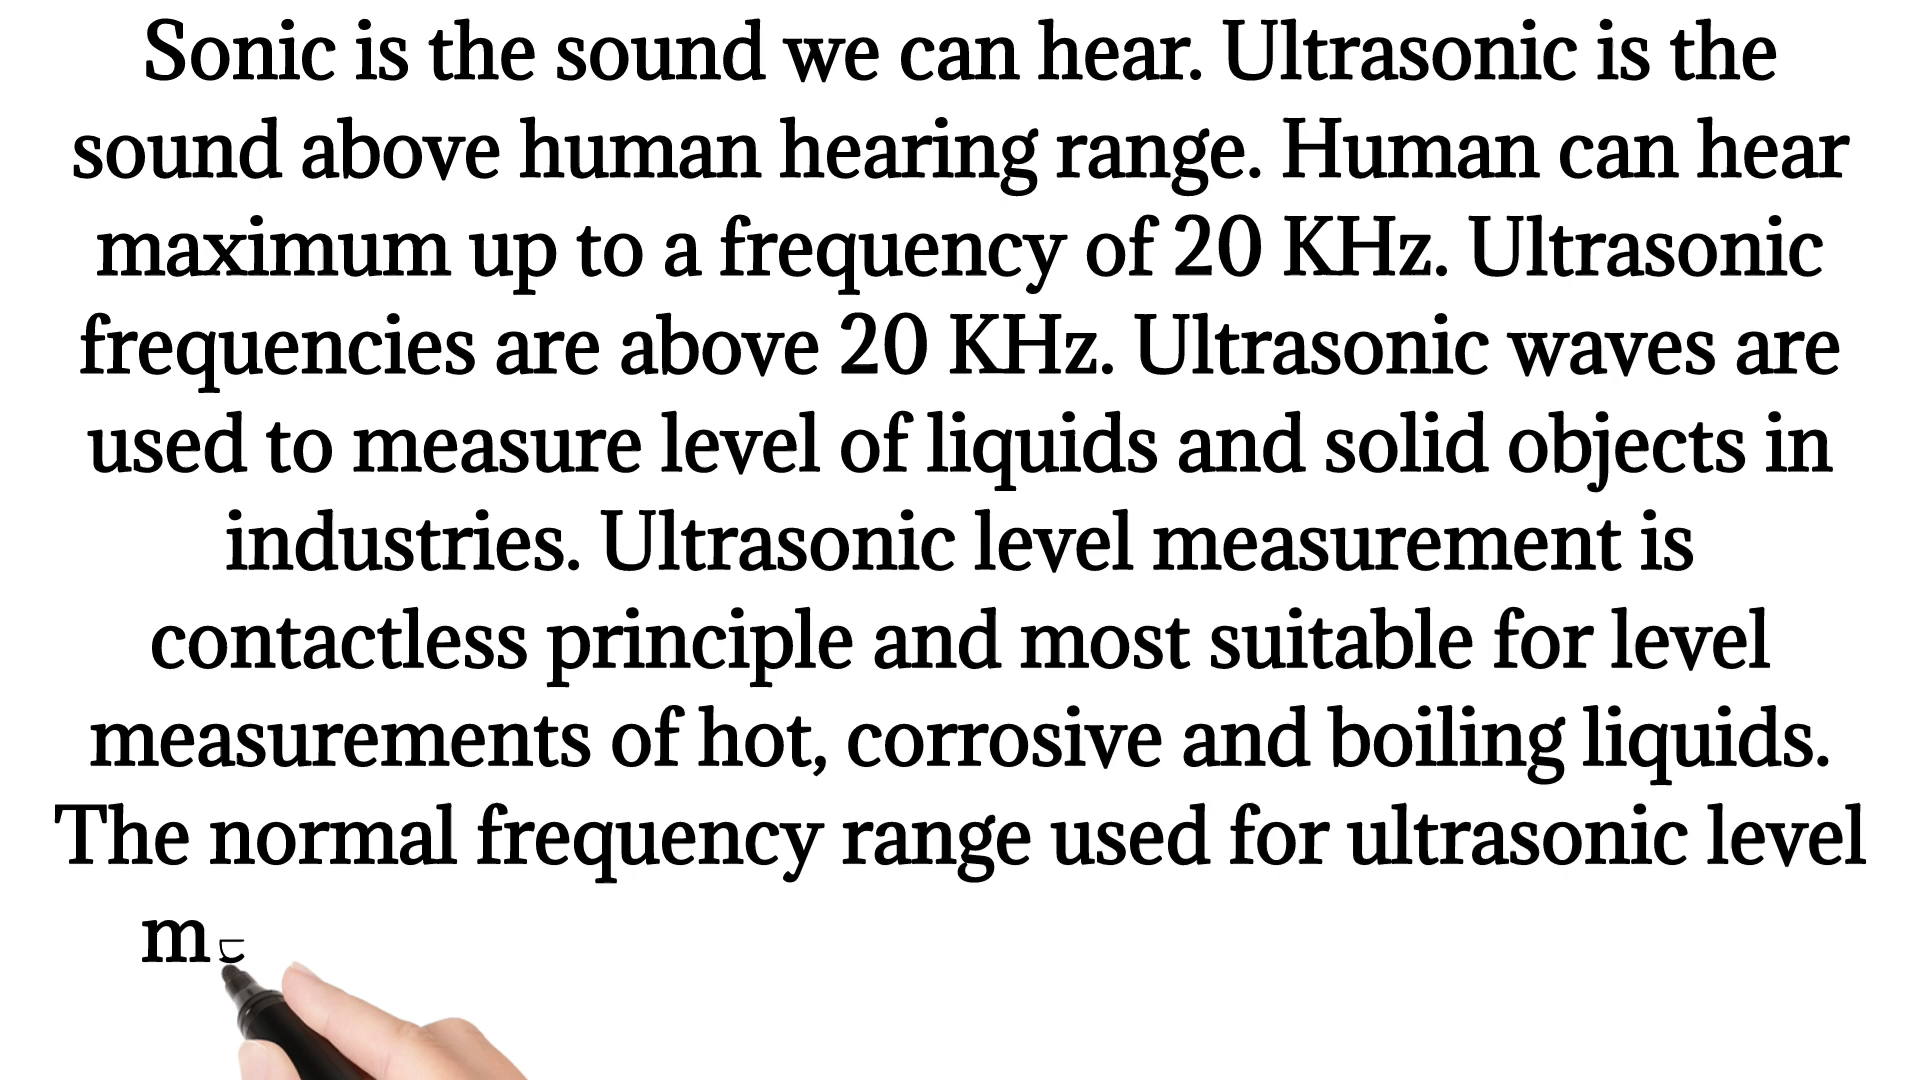 Sonic is the sound we can hear. Ultrasonic is the
sound above human hearing range. Human can hear
maximum up to a frequency of 20 KHz. Ultrasonic
frequencies are above 20 KHz. Ultrasonic waves are
used to measure level of liquids and solid objects in
industries. Ultrasonic level measurement is
contactless principle and most suitable for level
measurements of hot, corrosive and boiling liquids.
The normal frequency range used for ultrasonic level